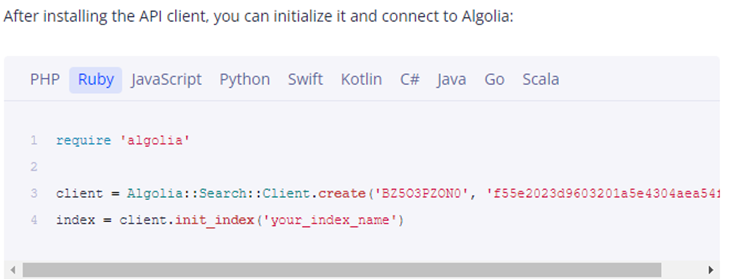 After installing the API client, you can initialize it and connect to Algolia:
PHP Ruby JavaScript Python Swift Kotlin C# Java Go Scala
1 require 'algolia'
2
3 client = Algolia::Search::Client.create('BZ5O3PZON0', 'f55e2023d9603201a5e4304aea54
4 index = client.init_index('your_index_name')